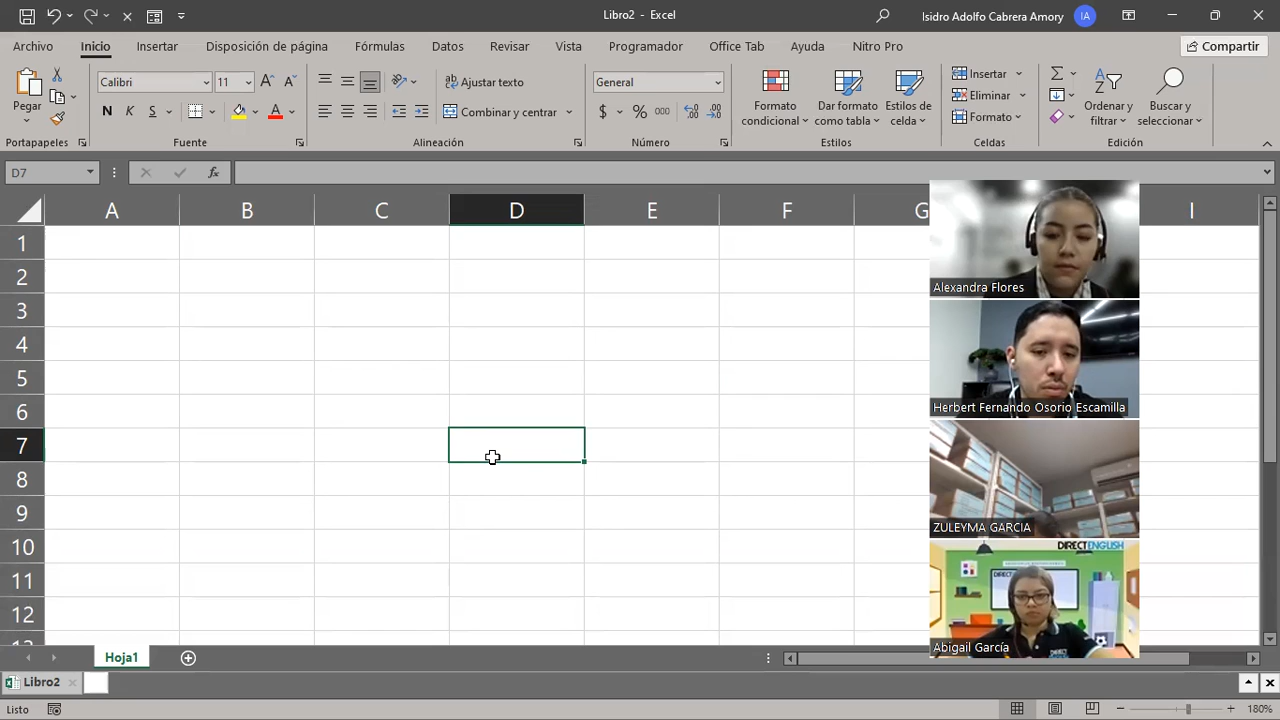 Libro2 - Excel
Isidro Adolfo Cabrera Amory
IA
Archivo Inicio Insertar Disposición de página Fórmulas Datos Revisar Vista Programador Office Tab Ayuda Nitro Pro Compartir
Pegar
Calibri 11
N K S
Ajustar texto
Combinar y centrar
General
$ % 000
Formato condicional
Dar formato como tabla
Estilos de celda
Insertar
Eliminar
Formato
Ordenar y filtrar
Buscar y seleccionar
Portapapeles Fuente Alineación Número Estilos Celdas Edición
D7 fx
A B C D E F G I
1
2
3
4
5
6
7
8
9
10
11
12
Alexandra Flores
Herbert Fernando Osorio Escamilla
ZULEYMA GARCIA
DIRECTENGLISH
Abigail García
Hoja1
Libro2
Listo
180%